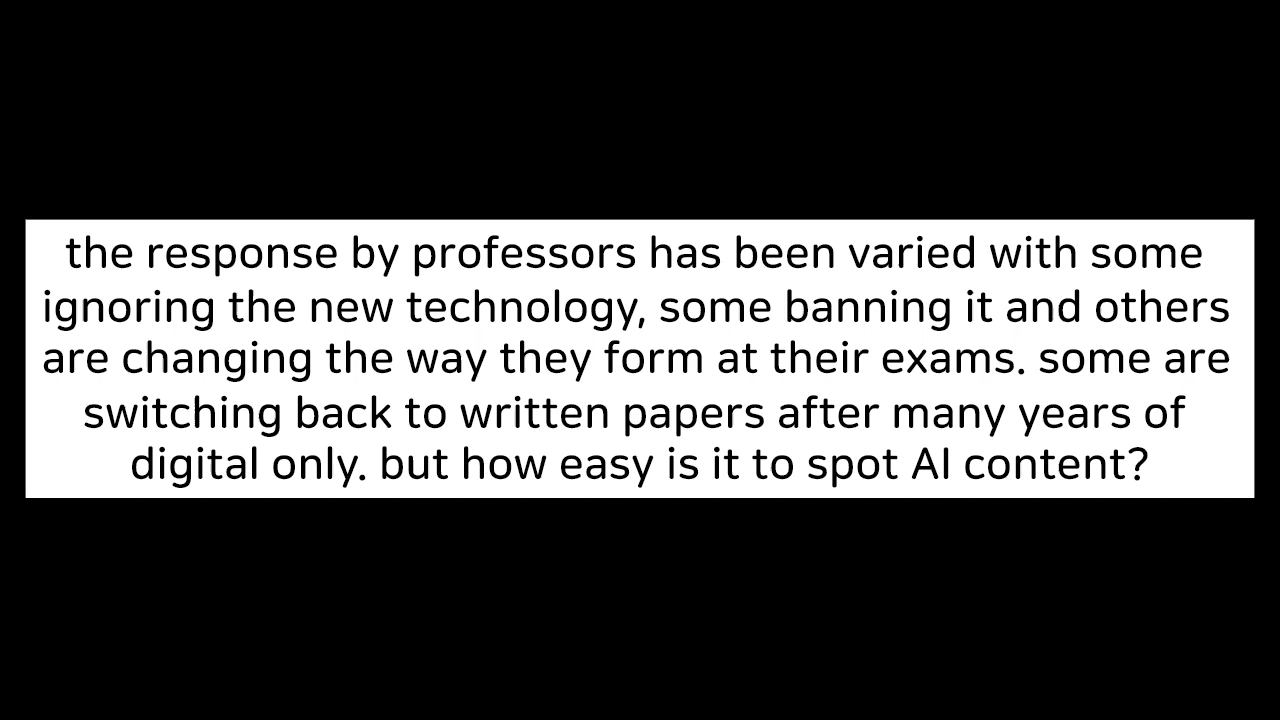 the response by professors has been varied with some
ignoring the new technology, some banning it and others
are changing the way they form at their exams. some are
switching back to written papers after many years of
digital only. but how easy is it to spot AI content?